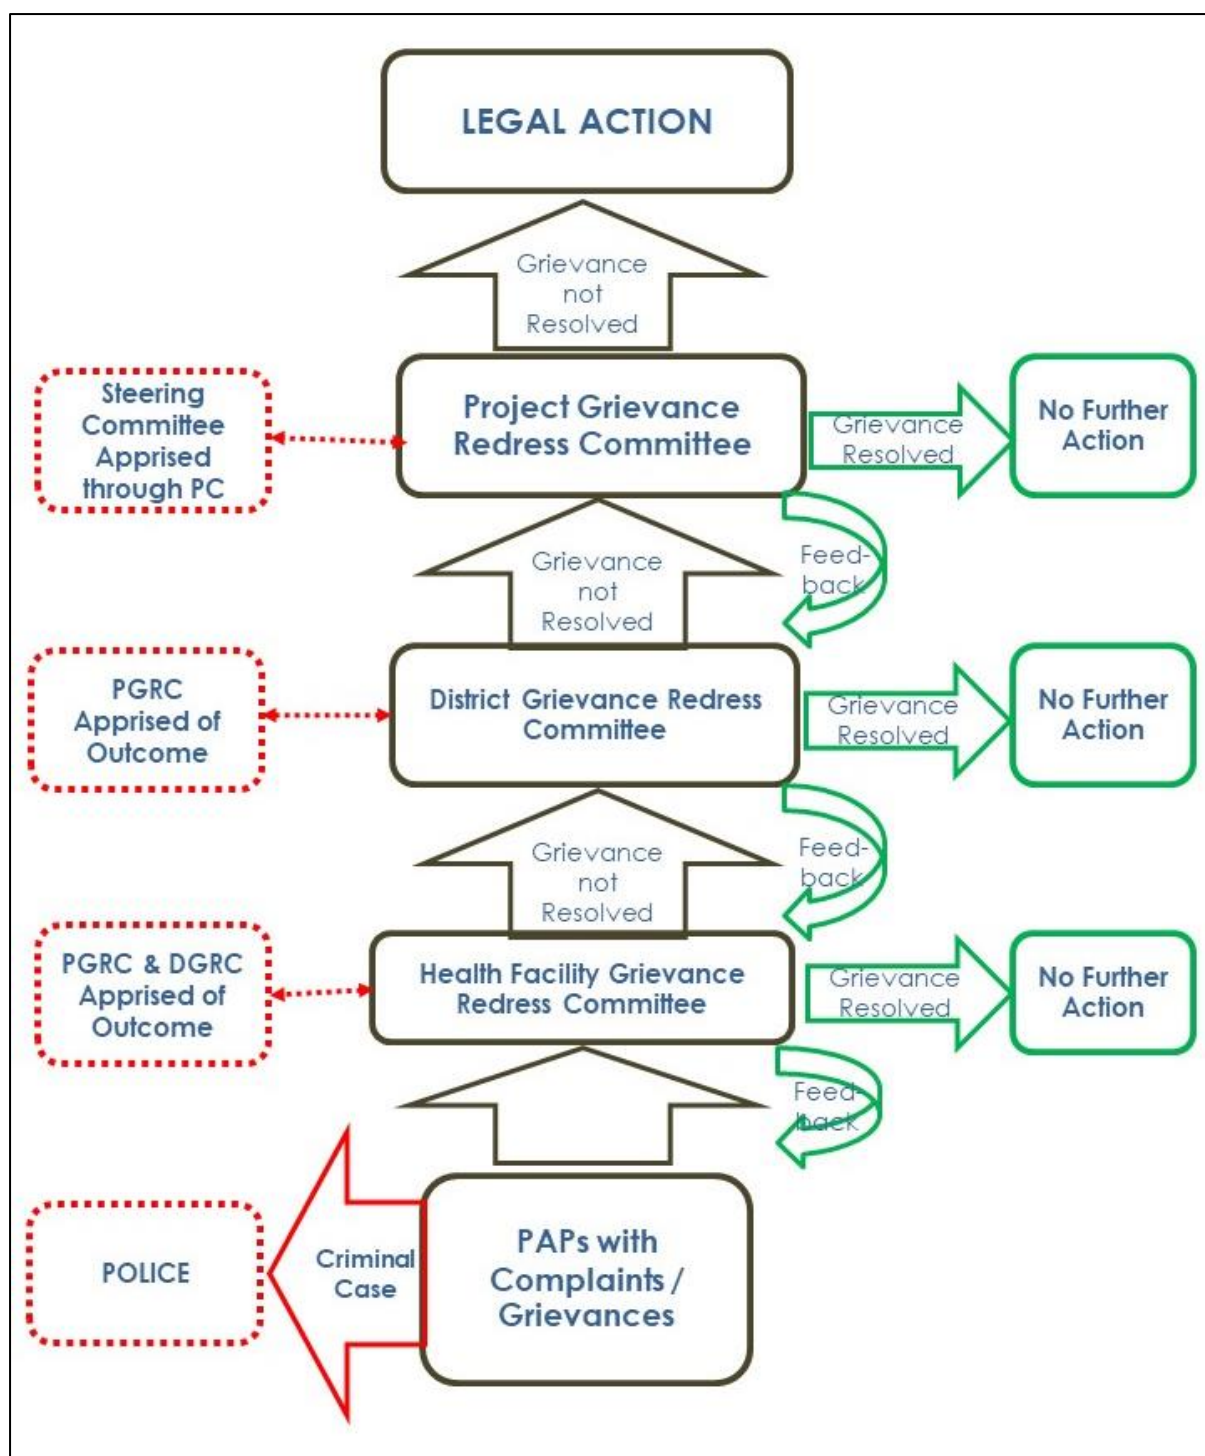 LEGAL ACTION
Grievance
not
Resolved
Steering
Committee
Apprised
through PC
Project Grievance
Redress Committee
Grievance
Resolved
No Further
Action
Grievance
not
Resolved
Feed-
back
PGRC
Apprised of
Outcome
District Grievance Redress
Committee
Grievance
Resolved
No Further
Action
Grievance
not
Resolved
Feed-
back
PGRC & DGRC
Apprised of
Outcome
Health Facility Grievance
Redress Committee
Grievance
Resolved
No Further
Action
Feed-
back
POLICE
Criminal
Case
PAPs with
Complaints /
Grievances